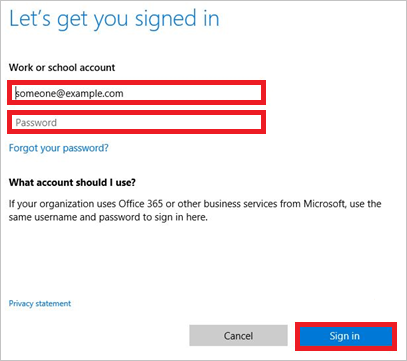 Let's get you signed in
Work or school account
someone@example.com
Password
Forgot your password?
What account should I use?
If your organization uses Office 365 or other business services from Microsoft, use the
same username and password to sign in here.
Privacy statement
Cancel
Sign in